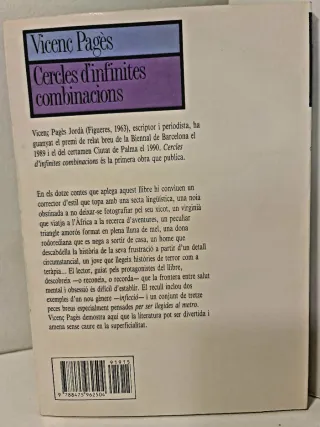 Vicenç Pagès
Cercles d'infinites
combinacions
Vicenç Pagès Jordà (Figueres, 1963), escriptor i periodista, ha
guanyat el premi de relat breu de la Biennal de Barcelona el
1989 i el del certamen Ciutat de Palma el 1990. Cercles
d'infinites combinacions és la primera obra que publica.
En els dotze contes que aplega aquest llibre hi conviuen un
corrector d'estil que topa amb una secta lingüística, una noia
obstinada a no deixar-se fotografiar pel seu xicot, un virginià
que viatja a l'Àfrica a la recerca d'aventures, un peculiar
triangle amorós format en plena lluna de mel, una dona
rodorediana que es nega a sortir de casa, un home que
descabdella la història de la seva frustració a partir d'un detall
circumstancial, un jove que llegeix històries de terror com a
teràpia... El lector, guiat pels protagonistes del llibre,
descobreix —o reconeix, o recorda— que la frontera entre salut
mental i obsessió és difícil d'establir. El recull inclou dos
exemples d'un nou gènere —inficció— i un conjunt de tretze
peces breus especialment pensades per ser llegides al metro.
Vicenç Pagès demostra aquí que la literatura pot ser divertida i
amena sense caure en la superficialitat.
91015
9 788475 962504